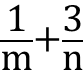 1/m + 3/n